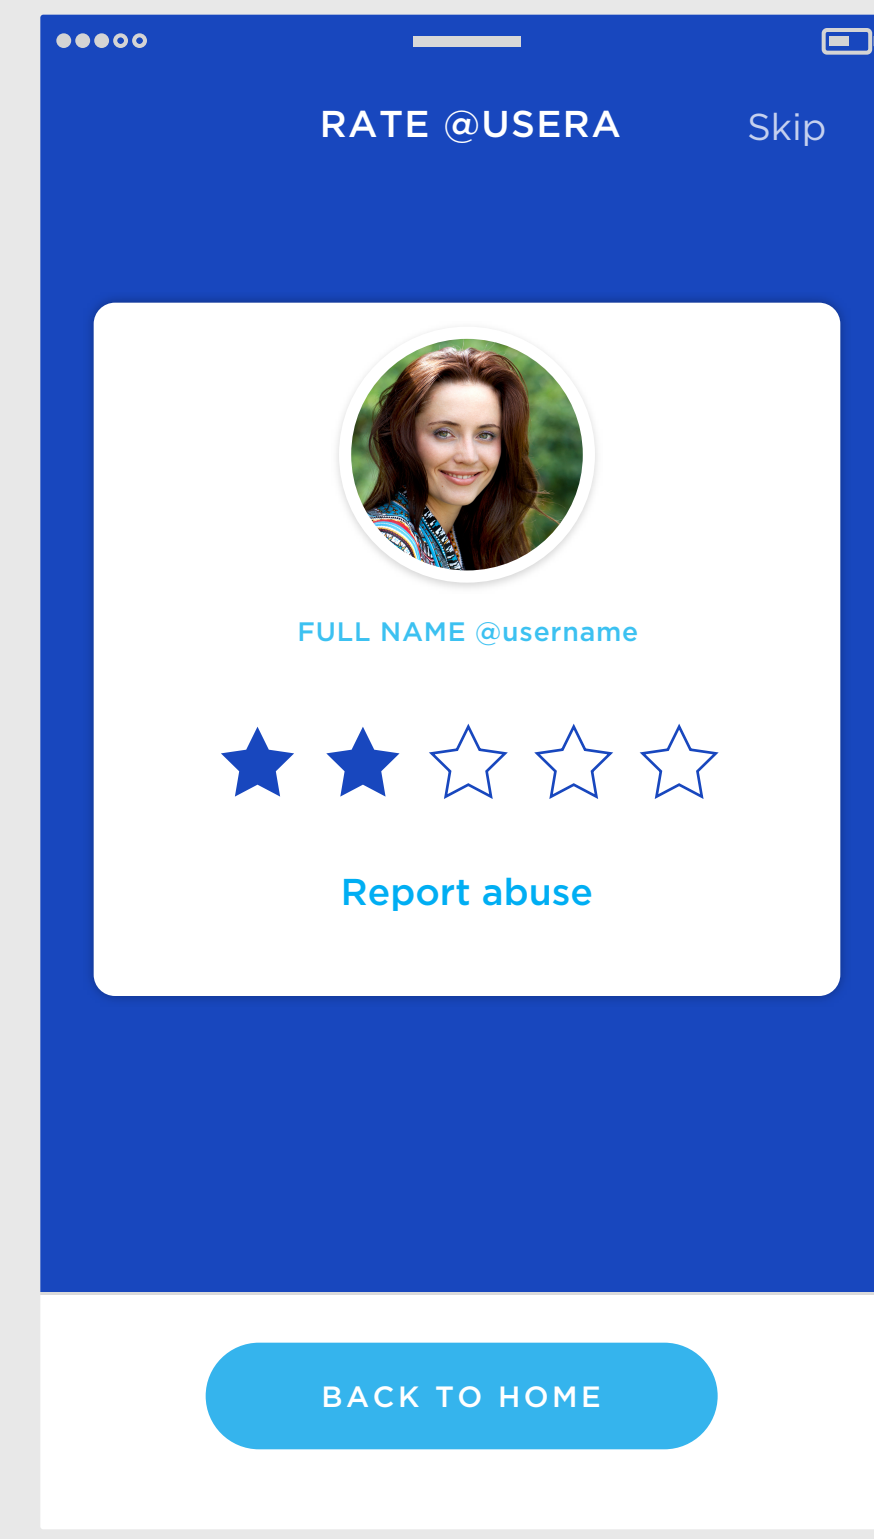 RATE @USERA
Skip
FULL NAME @username
Report abuse
BACK TO HOME